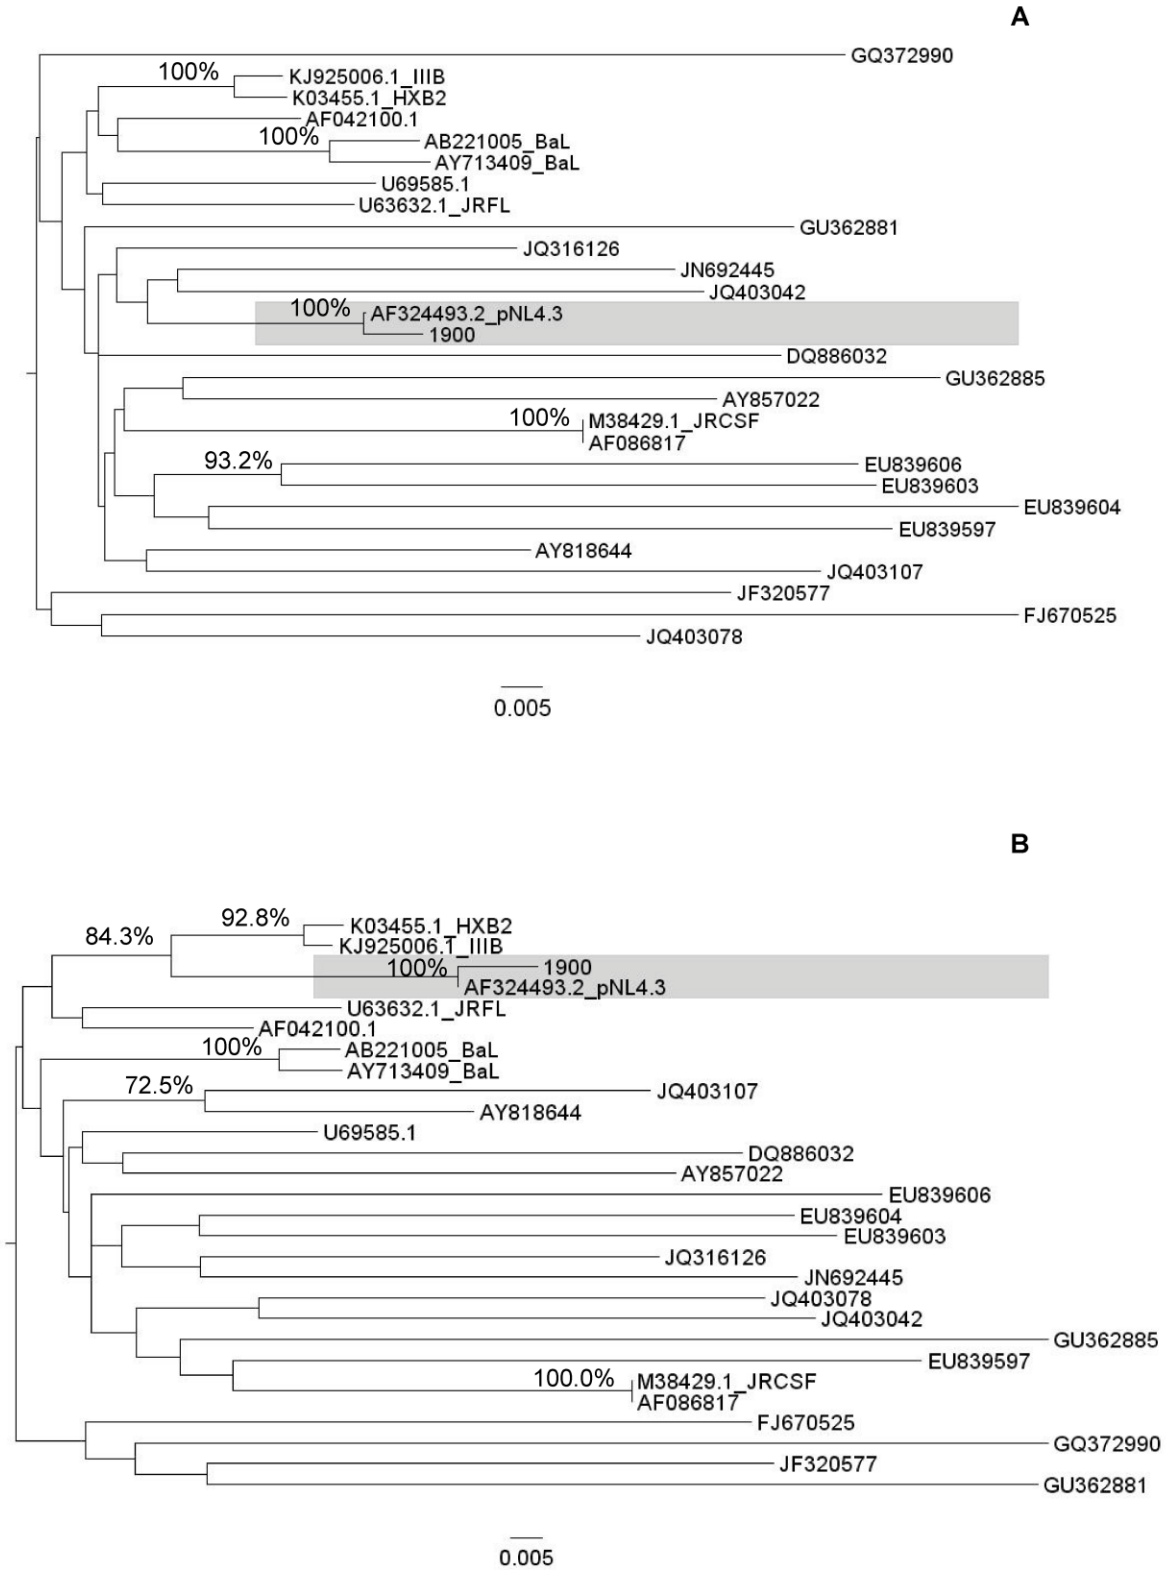 A
GQ372990
100%
KJ925006.1_IIIB
K03455.1_HXB2
AF042100.1
100%
AB221005_BaL
AY713409_BaL
U69585.1
U63632.1_JRFL
GU362881
JQ316126
JN692445
JQ403042
100%
AF324493.2_pNL4.3
1900
DQ886032
GU362885
AY857022
100%
M38429.1_JRCSF
AF086817
93.2%
EU839606
EU839603
EU839604
EU839597
AY818644
JQ403107
JF320577
FJ670525
JQ403078
0.005
B
92.8%
K03455.1_HXB2
84.3%
KJ925006.1_IIIB
100%
1900
AF324493.2_pNL4.3
U63632.1_JRFL
AF042100.1
100%
AB221005_BaL
AY713409_BaL
72.5%
JQ403107
AY818644
U69585.1
DQ886032
AY857022
EU839606
EU839604
EU839603
JQ316126
JN692445
JQ403078
JQ403042
GU362885
EU839597
100.0%
M38429.1_JRCSF
AF086817
FJ670525
GQ372990
JF320577
GU362881
0.005